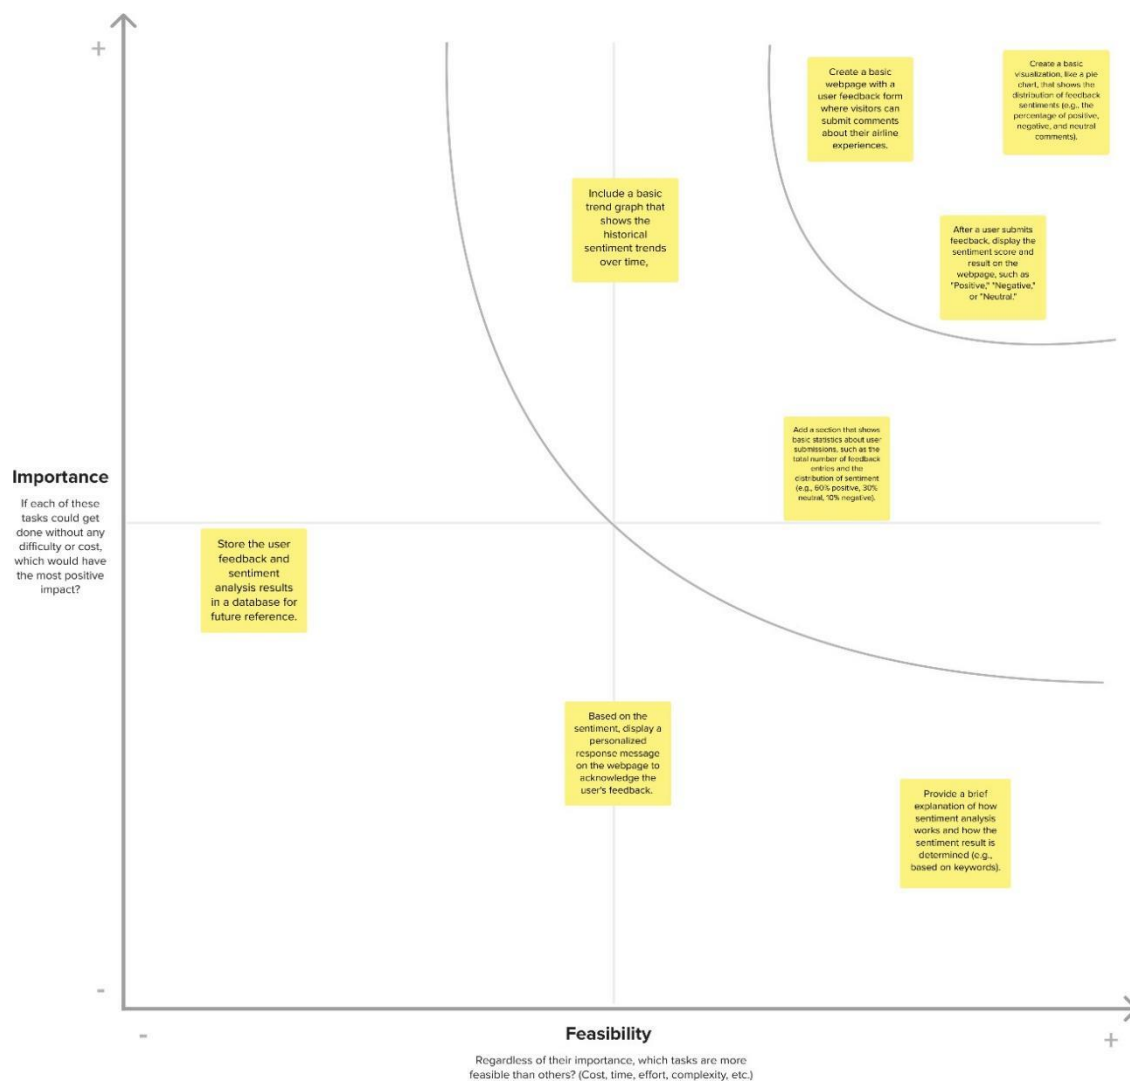 +
Create a basic
webpage with a
user feedback form
where visitors can
submit comments
about their airline
experiences.
Create a basic
visualization, like a pie
chart, that shows the
distribution of feedback
sentiments (e.g., the
percentage of positive,
negative, and neutral
comments).
Include a basic
trend graph that
shows the
historical
sentiment trends
over time,
After a user submits
feedback, display the
sentiment score and
result on the
webpage, such as
"Positive," "Negative,"
or "Neutral."
Add a section that shows
basic statistics about user
submissions, such as the
total number of feedback
entries and the
distribution of sentiment
(e.g., 60% positive, 30%
neutral, 10% negative).
Importance
If each of these
tasks could get
done without any
difficulty or cost,
which would have
the most positive
impact?
Store the user
feedback and
sentiment
analysis results
in a database for
future reference.
Based on the
sentiment, display a
personalized
response message
on the webpage to
acknowledge the
user's feedback.
Provide a brief
explanation of how
sentiment analysis
works and how the
sentiment result is
determined (e.g.,
based on keywords).
-
-
Feasibility
+
Regardless of their importance, which tasks are more
feasible than others? (Cost, time, effort, complexity, etc.)